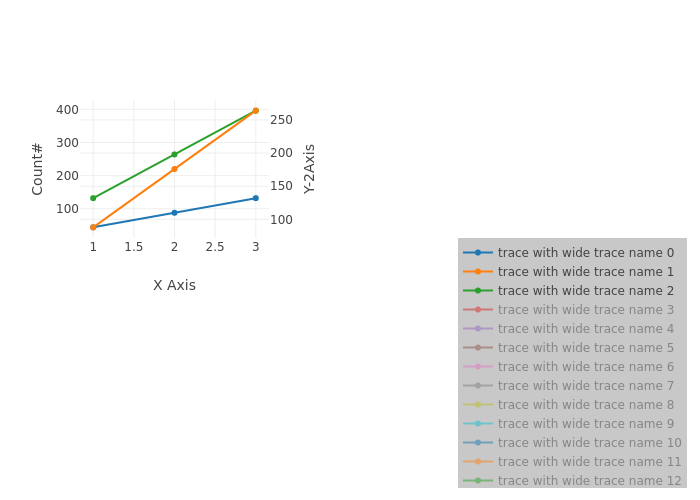 400
300
200
100
Count#
250
200
150
100
Y-2Axis
1 1.5 2 2.5 3
X Axis
trace with wide trace name 0
trace with wide trace name 1
trace with wide trace name 2
trace with wide trace name 3
trace with wide trace name 4
trace with wide trace name 5
trace with wide trace name 6
trace with wide trace name 7
trace with wide trace name 8
trace with wide trace name 9
trace with wide trace name 10
trace with wide trace name 11
trace with wide trace name 12